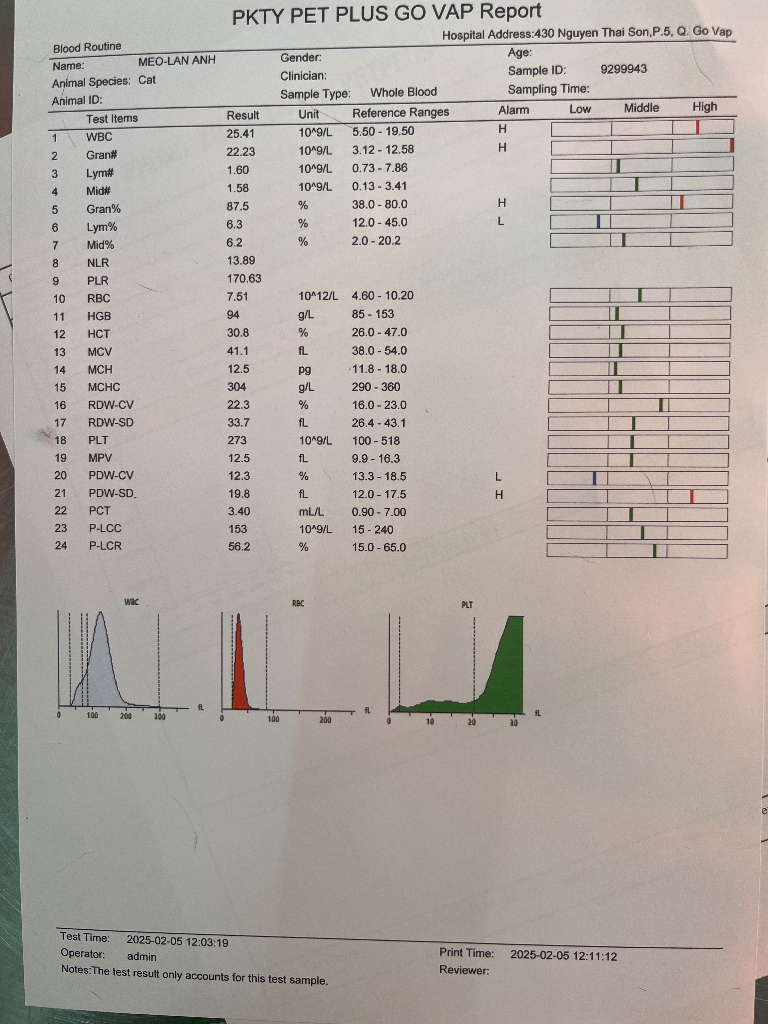 PKTY PET PLUS GO VAP Report
Hospital Address:430 Nguyen Thai Son,P.5, Q. Go Vap
Blood Routine
Name: MEO-LAN ANH Gender: Age:
Animal Species: Cat Clinician: Sample ID: 9299943
Animal ID: Sample Type: Whole Blood Sampling Time:
Test Items Result Unit Reference Ranges Alarm Low Middle High
1 WBC 25.41 10^9/L 5.50 - 19.50 H
2 Gran# 22.23 10^9/L 3.12 - 12.58 H
3 Lym# 1.60 10^9/L 0.73 - 7.86
4 Mid# 1.58 10^9/L 0.13 - 3.41
5 Gran% 87.5 % 38.0 - 80.0 H
6 Lym% 6.3 % 12.0 - 45.0 L
7 Mid% 6.2 % 2.0 - 20.2
8 NLR 13.89
9 PLR 170.63
10 RBC 7.51 10^12/L 4.60 - 10.20
11 HGB 94 g/L 85 - 153
12 HCT 30.8 % 26.0 - 47.0
13 MCV 41.1 fL 38.0 - 54.0
14 MCH 12.5 pg 11.8 - 18.0
15 MCHC 304 g/L 290 - 360
16 RDW-CV 22.3 % 16.0 - 23.0
17 RDW-SD 33.7 fL 26.4 - 43.1
18 PLT 273 10^9/L 100 - 518
19 MPV 12.5 fL 9.9 - 16.3
20 PDW-CV 12.3 % 13.3 - 18.5 L
21 PDW-SD 19.8 fL 12.0 - 17.5 H
22 PCT 3.40 mL/L 0.90 - 7.00
23 P-LCC 153 10^9/L 15 - 240
24 P-LCR 56.2 % 15.0 - 65.0
WBC RBC PLT
0 100 200 300 fL 0 100 200 fL 0 10 20 30 fL
Test Time: 2025-02-05 12:03:19 Print Time: 2025-02-05 12:11:12
Operator: admin Reviewer:
Notes:The test result only accounts for this test sample.